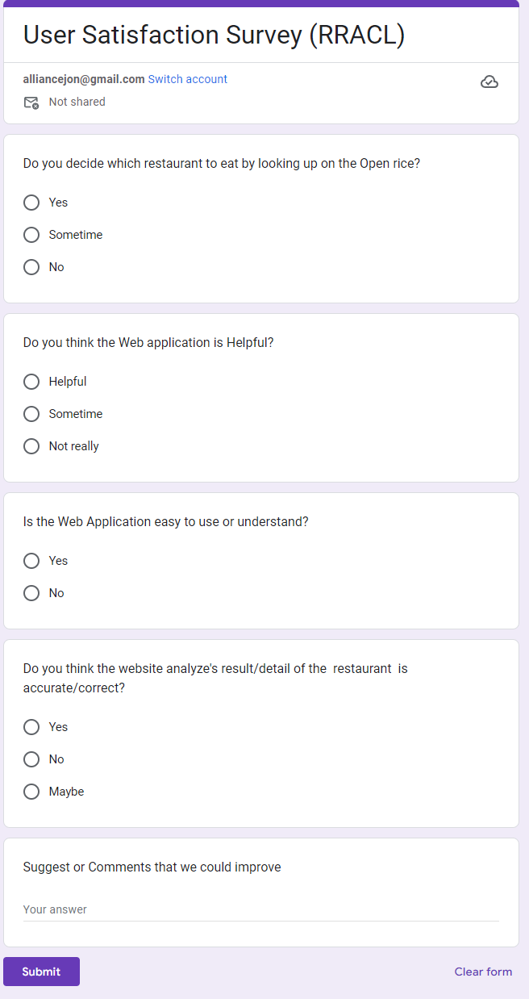 User Satisfaction Survey (RRACL)
alliancejon@gmail.com Switch account
Not shared
Do you decide which restaurant to eat by looking up on the Open rice?
Yes
Sometime
No
Do you think the Web application is Helpful?
Helpful
Sometime
Not really
Is the Web Application easy to use or understand?
Yes
No
Do you think the website analyze's result/detail of the  restaurant  is
accurate/correct?
Yes
No
Maybe
Suggest or Comments that we could improve
Your answer
Submit
Clear form